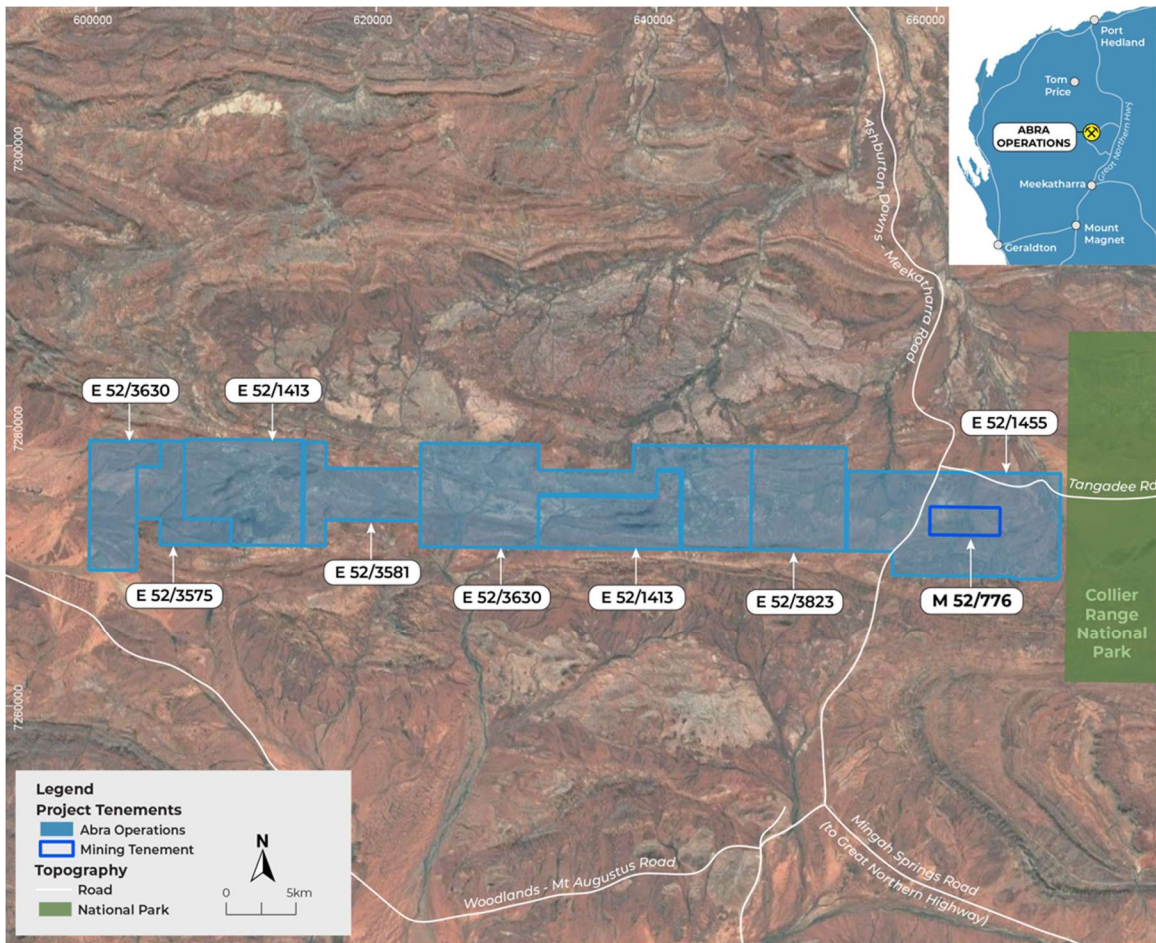 600000
620000
640000
660000
7300000
7280000
7260000
Port
Hedland
Tom
Price
ABRA
OPERATIONS
Great Northern Hwy
Meekatharra
Mount
Magnet
Geraldton
Ashburton Downs - Meekatharra Road
E 52/3630
E 52/1413
E 52/1455
Tangadee Rd
E 52/3581
E 52/3575
E 52/3630
E 52/1413
E 52/3823
M 52/776
Collier
Range
National
Park
Woodlands - Mt Augustus Road
Mingah Springs Road
(to Great Northern Highway)
Legend
Project Tenements
Abra Operations
Mining Tenement
Topography
Road
National Park
N
0 5km